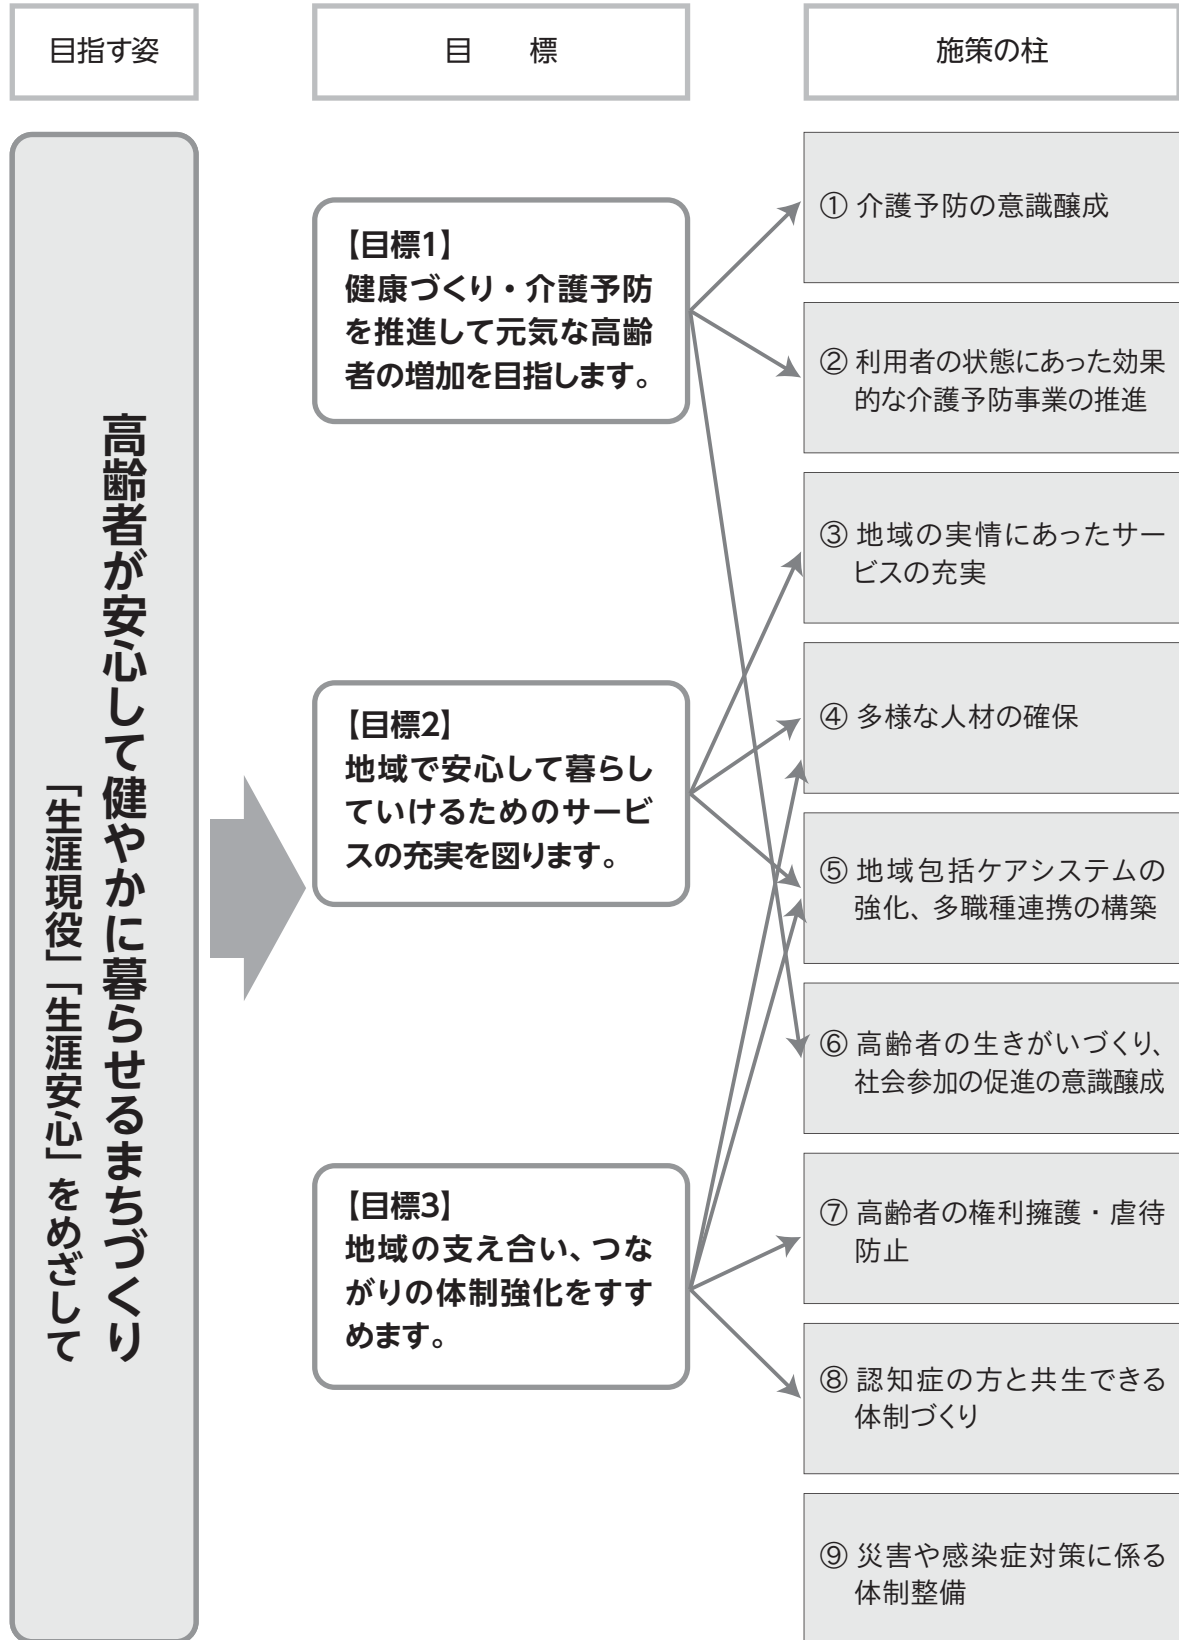 目指す姿
目　標
施策の柱
高齢者が安心して健やかに暮らせるまちづくり
「生涯現役」「生涯安心」をめざして
【目標1】
健康づくり・介護予防
を推進して元気な高齢
者の増加を目指します。
【目標2】
地域で安心して暮らし
ていけるためのサービ
スの充実を図ります。
【目標3】
地域の支え合い、つな
がりの体制強化をすす
めます。
① 介護予防の意識醸成
② 利用者の状態にあった効果
的な介護予防事業の推進
③ 地域の実情にあったサー
ビスの充実
④ 多様な人材の確保
⑤ 地域包括ケアシステムの
強化、多職種連携の構築
⑥ 高齢者の生きがいづくり、
社会参加の促進の意識醸成
⑦ 高齢者の権利擁護・虐待
防止
⑧ 認知症の方と共生できる
体制づくり
⑨ 災害や感染症対策に係る
体制整備